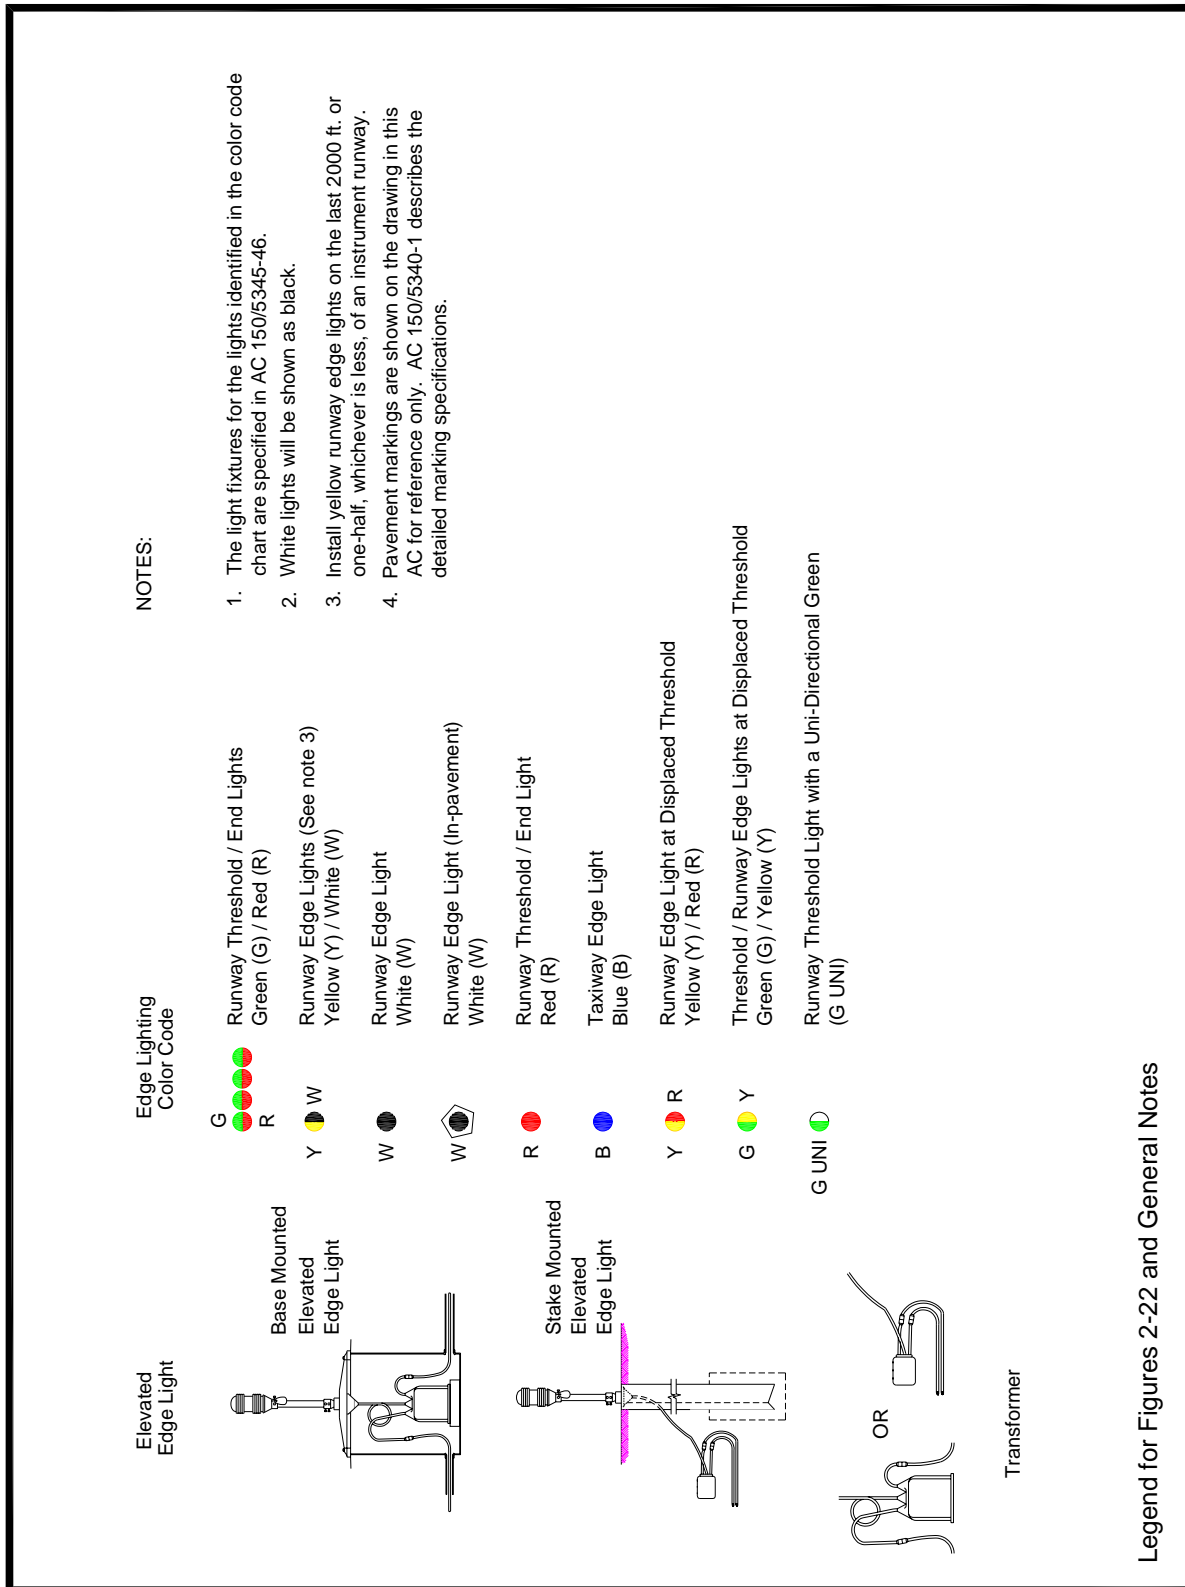 Elevated
Edge Light
Base Mounted
Elevated
Edge Light
Stake Mounted
Elevated
Edge Light
OR
Transformer
Edge Lighting
Color Code
G
R
Runway Threshold / End Lights
Green (G) / Red (R)
Y
W
Runway Edge Lights (See note 3)
Yellow (Y) / White (W)
W
Runway Edge Light
White (W)
W
Runway Edge Light (In-pavement)
White (W)
R
Runway Threshold / End Light
Red (R)
B
Taxiway Edge Light
Blue (B)
Y
R
Runway Edge Light at Displaced Threshold
Yellow (Y) / Red (R)
G
Y
Threshold / Runway Edge Lights at Displaced Threshold
Green (G) / Yellow (Y)
G UNI
Runway Threshold Light with a Uni-Directional Green
(G UNI)
NOTES:
1. The light fixtures for the lights identified in the color code
chart are specified in AC 150/5345-46.
2. White lights will be shown as black.
3. Install yellow runway edge lights on the last 2000 ft. or
one-half, whichever is less, of an instrument runway.
4. Pavement markings are shown on the drawing in this
AC for reference only. AC 150/5340-1 describes the
detailed marking specifications.
Legend for Figures 2-22 and General Notes